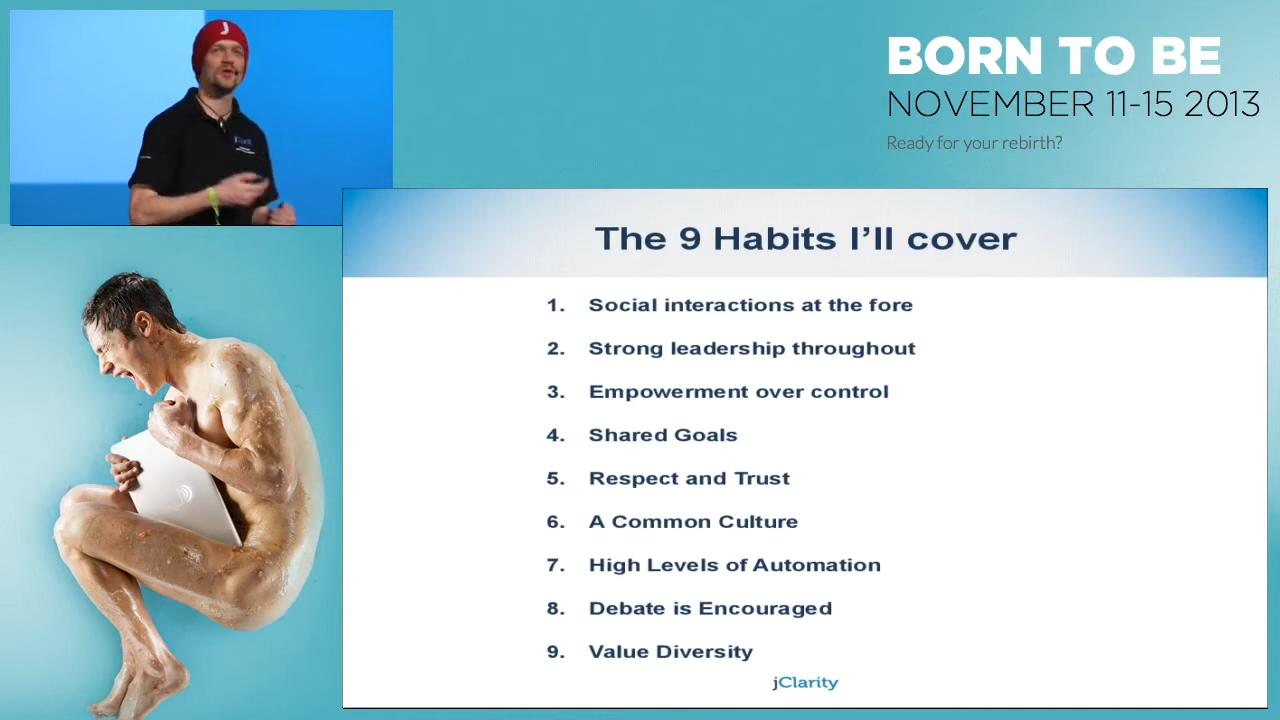 J
BORN TO BE
NOVEMBER 11-15 2013
Ready for your rebirth?
The 9 Habits I'll cover
1. Social interactions at the fore
2. Strong leadership throughout
3. Empowerment over control
4. Shared Goals
5. Respect and Trust
6. A Common Culture
7. High Levels of Automation
8. Debate is Encouraged
9. Value Diversity
jClarity